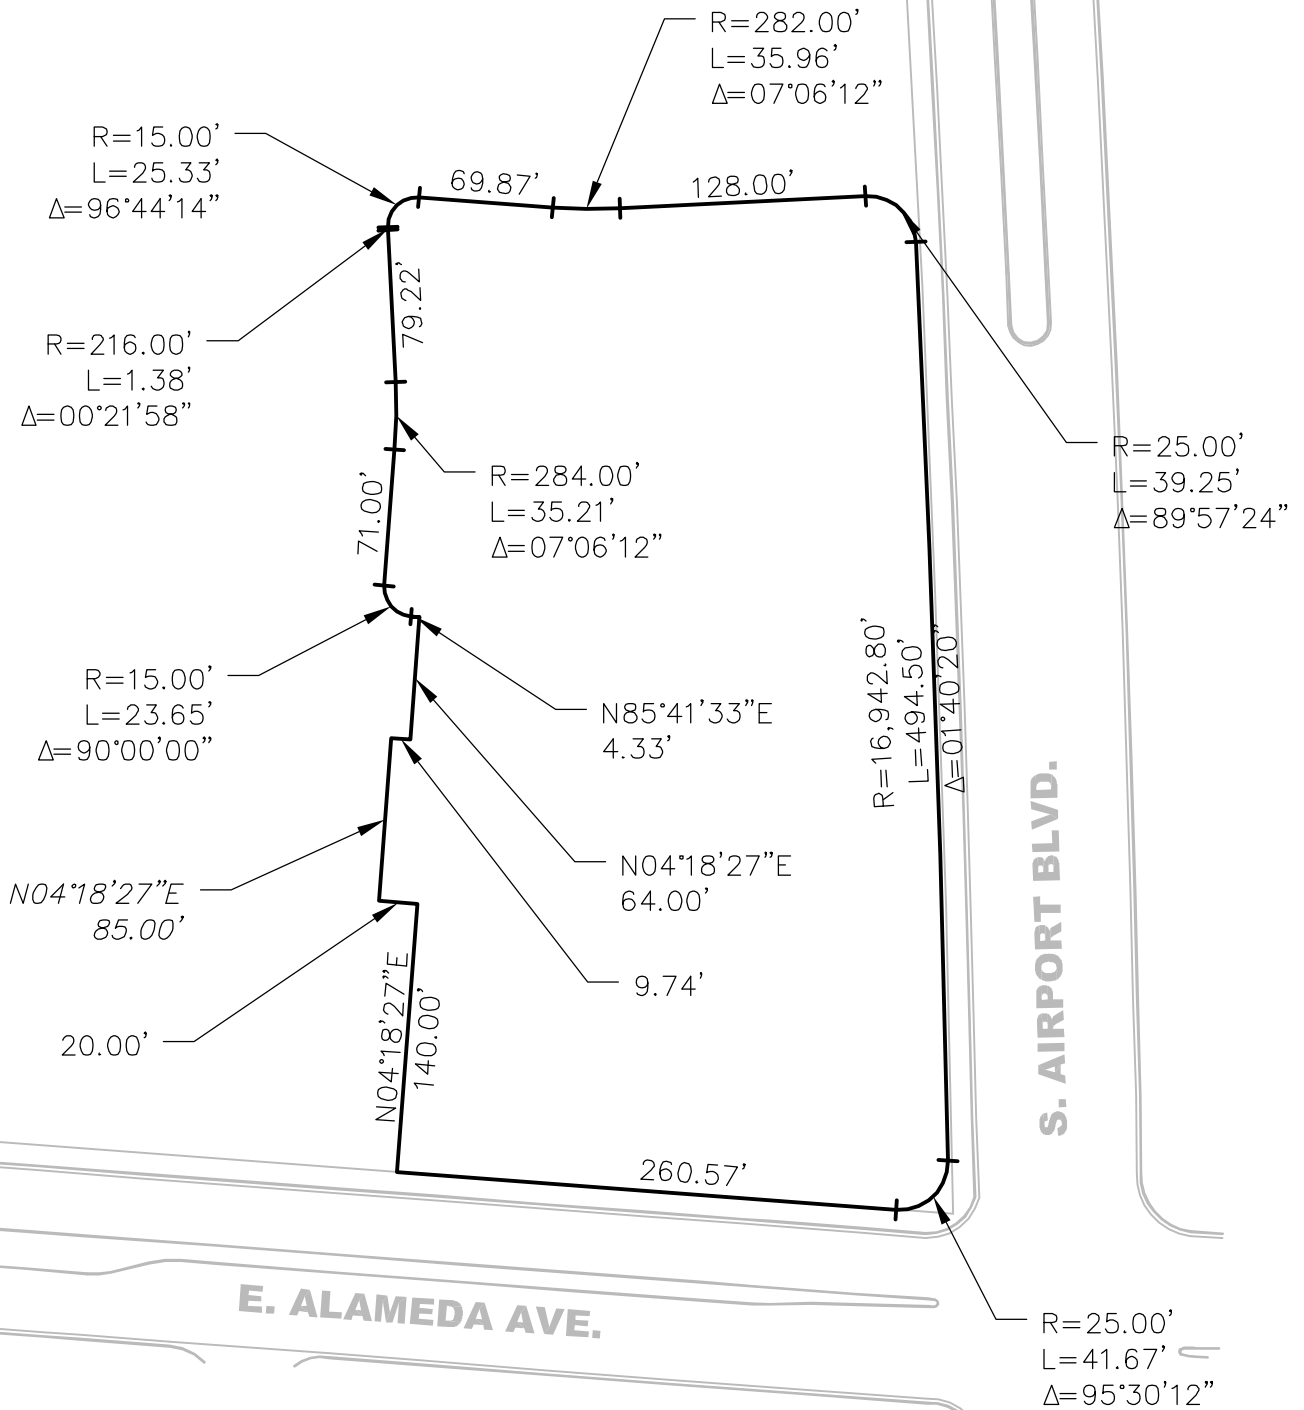 R=282.00'
L=35.96'
Δ=07°06'12"
R=15.00'
L=25.33'
Δ=96°44'14"
69.87'
128.00'
79.22'
R=216.00'
L=1.38'
Δ=00°21'58"
R=25.00'
L=39.25'
Δ=89°57'24"
R=284.00'
L=35.21'
Δ=07°06'12"
71.00'
R=15.00'
L=23.65'
Δ=90°00'00"
N85°41'33"E
4.33'
R=16,942.80'
L=494.50'
Δ=01°40'20"
N04°18'27"E
64.00'
N04°18'27"E
85.00'
9.74'
20.00'
N04°18'27"E
140.00'
S. AIRPORT BLVD.
260.57'
E. ALAMEDA AVE.
R=25.00'
L=41.67'
Δ=95°30'12"